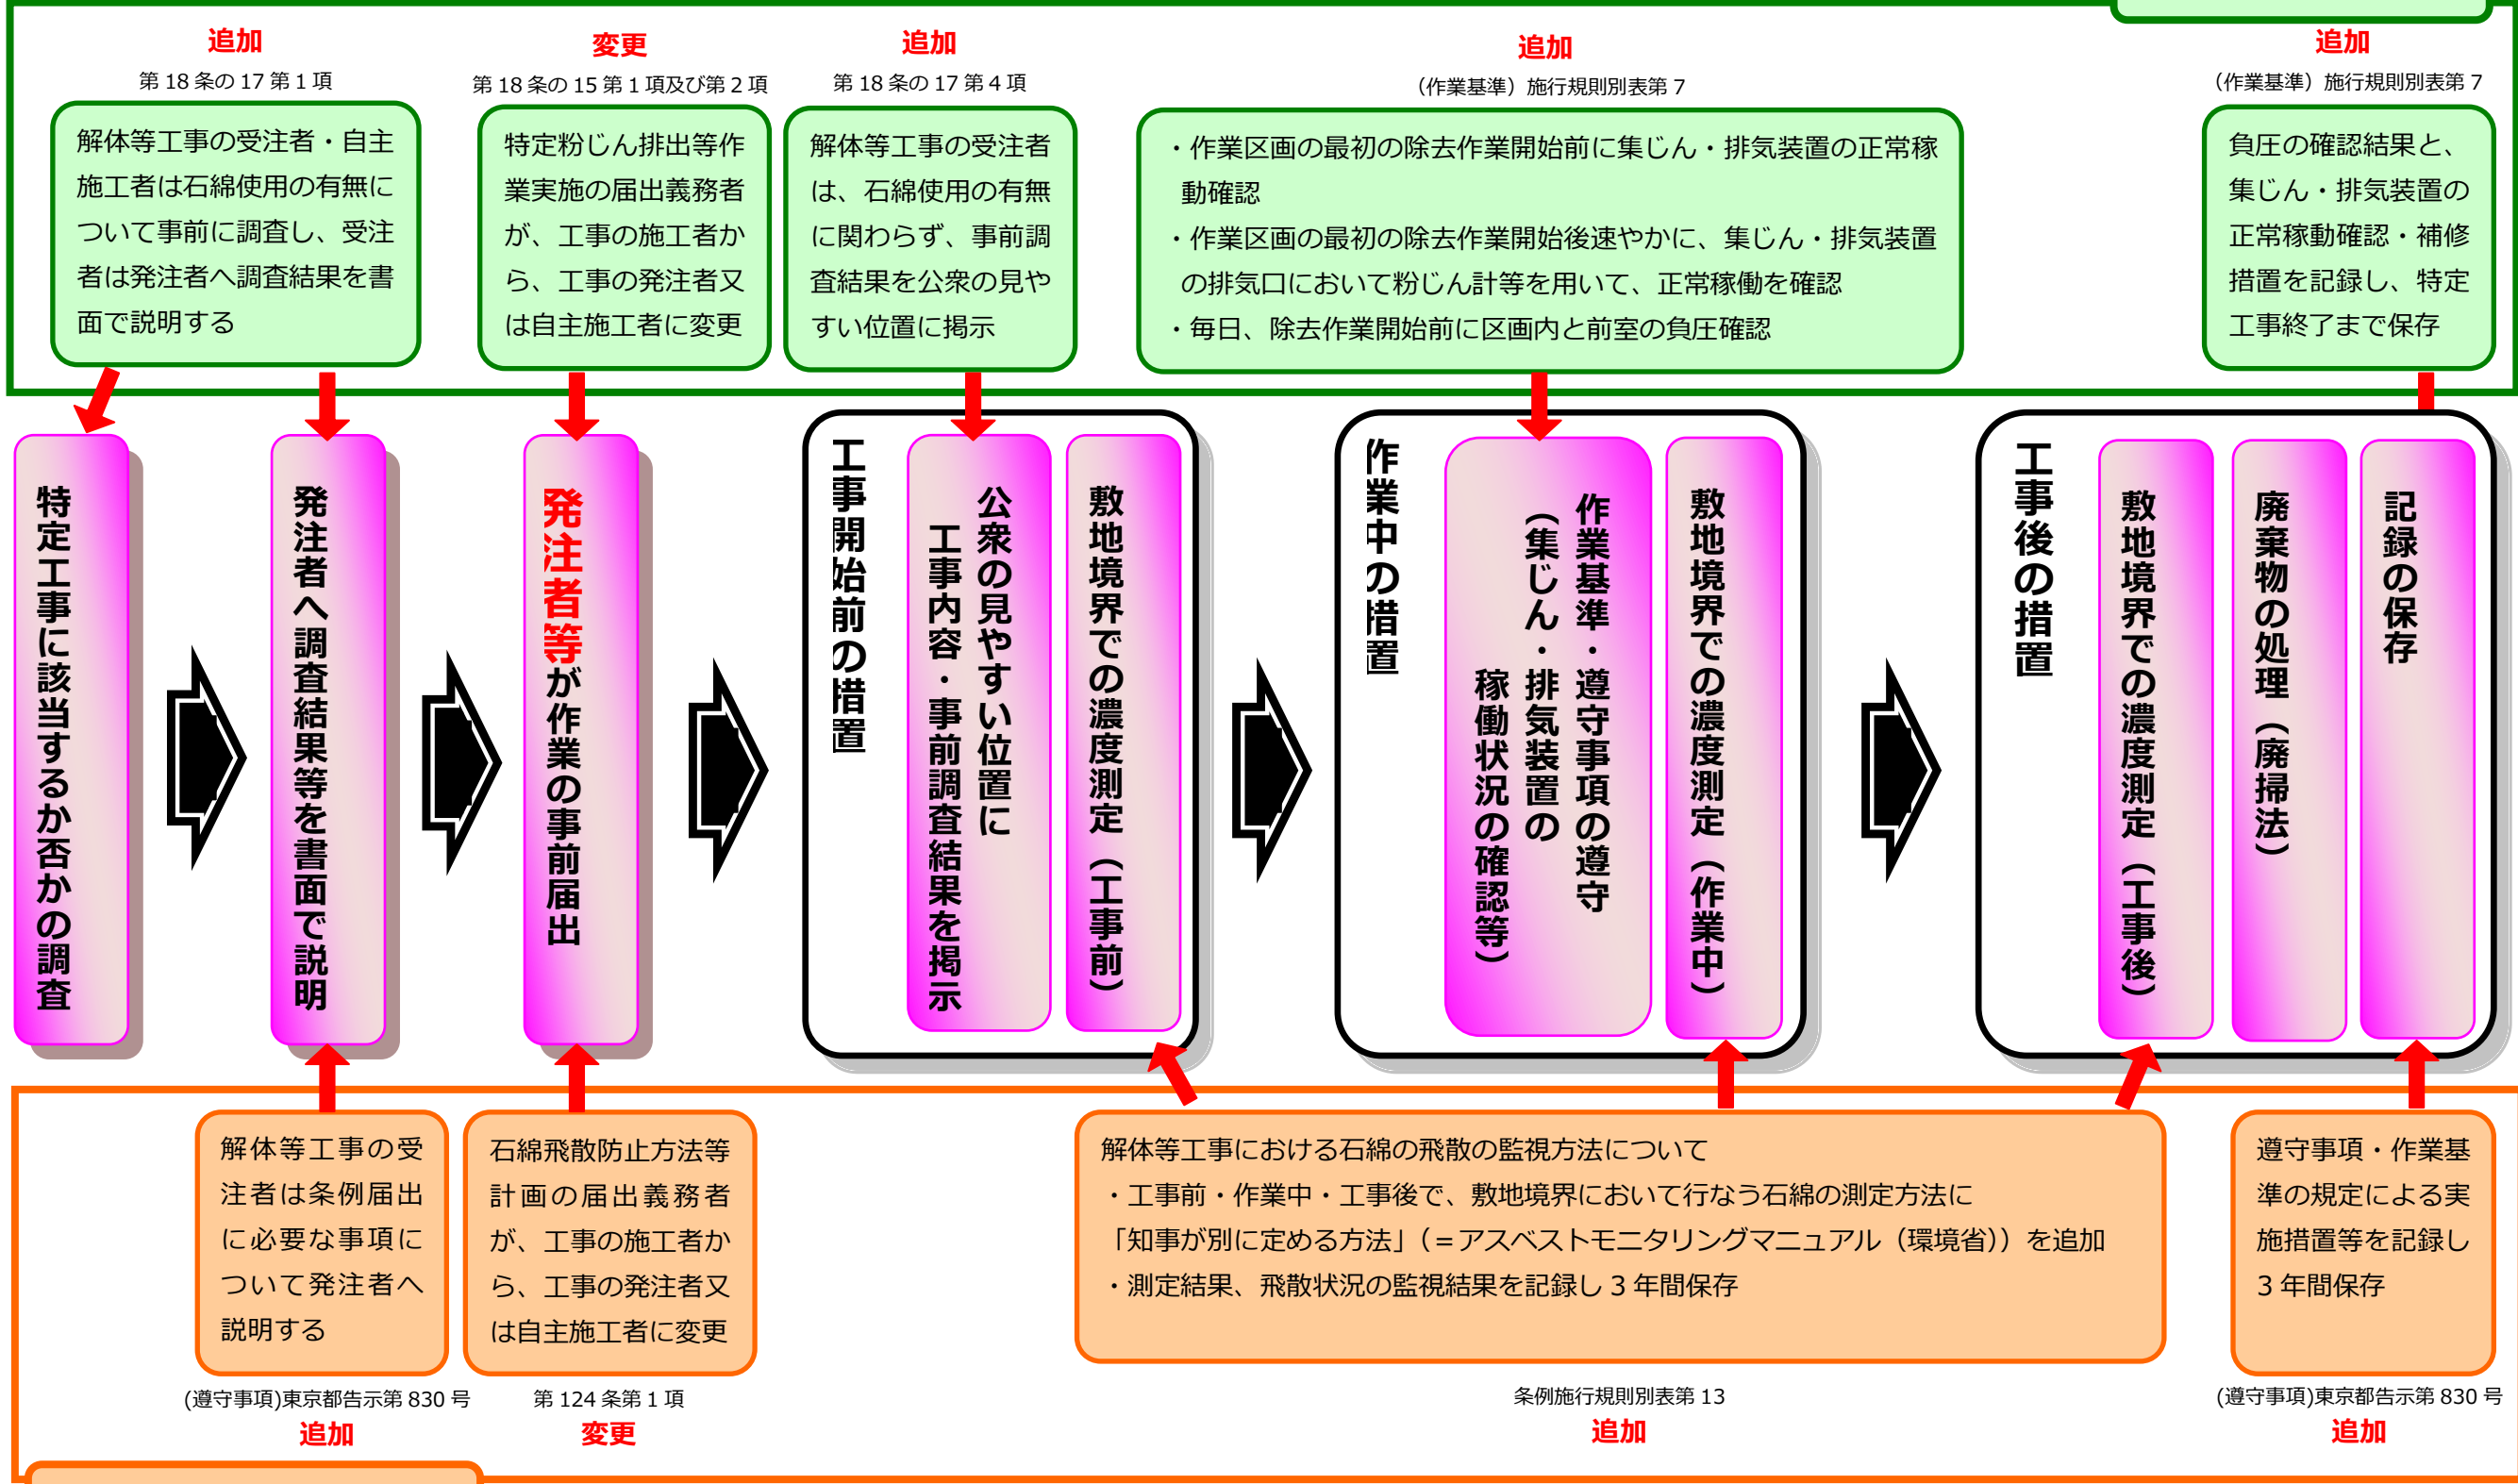 追加
第 18 条の 17 第 1 項
解体等工事の受注者・自主
施工者は石綿使用の有無に
ついて事前に調査し、受注
者は発注者へ調査結果を書
面で説明する
変更
第 18 条の 15 第 1 項及び第 2 項
特定粉じん排出等作
業実施の届出義務者
が、工事の施工者か
ら、工事の発注者又
は自主施工者に変更
追加
第 18 条の 17 第 4 項
解体等工事の受注者
は、石綿使用の有無
に関わらず、事前調
査結果を公衆の見や
すい位置に掲示
追加
（作業基準）施行規則別表第 7
・作業区画の最初の除去作業開始前に集じん・排気装置の正常稼
動確認
・作業区画の最初の除去作業開始後速やかに、集じん・排気装置
の排気口において粉じん計等を用いて、正常稼働を確認
・毎日、除去作業開始前に区画内と前室の負圧確認
追加
（作業基準）施行規則別表第 7
負圧の確認結果と、
集じん・排気装置の
正常稼動確認・補修
措置を記録し、特定
工事終了まで保存
特定工事に該当するか否かの調査
発注者へ調査結果等を書面で説明
発注者等が作業の事前届出
工事開始前の措置
公衆の見やすい位置に
工事内容・事前調査結果を掲示
敷地境界での濃度測定（工事前）
作業中の措置
作業基準・遵守事項の遵守
（集じん・排気装置の
稼働状況の確認等）
敷地境界での濃度測定（作業中）
工事後の措置
敷地境界での濃度測定（工事後）
廃棄物の処理（廃掃法）
記録の保存
解体等工事の受
注者は条例届出
に必要な事項に
ついて発注者へ
説明する
(遵守事項)東京都告示第 830 号
追加
石綿飛散防止方法等
計画の届出義務者
が、工事の施工者か
ら、工事の発注者又
は自主施工者に変更
第 124 条第 1 項
変更
解体等工事における石綿の飛散の監視方法について
・工事前・作業中・工事後で、敷地境界において行なう石綿の測定方法に
「知事が別に定める方法」（＝アスベストモニタリングマニュアル（環境省））を追加
・測定結果、飛散状況の監視結果を記録し 3 年間保存
条例施行規則別表第 13
追加
遵守事項・作業基
準の規定による実
施措置等を記録し
3 年間保存
(遵守事項)東京都告示第 830 号
追加